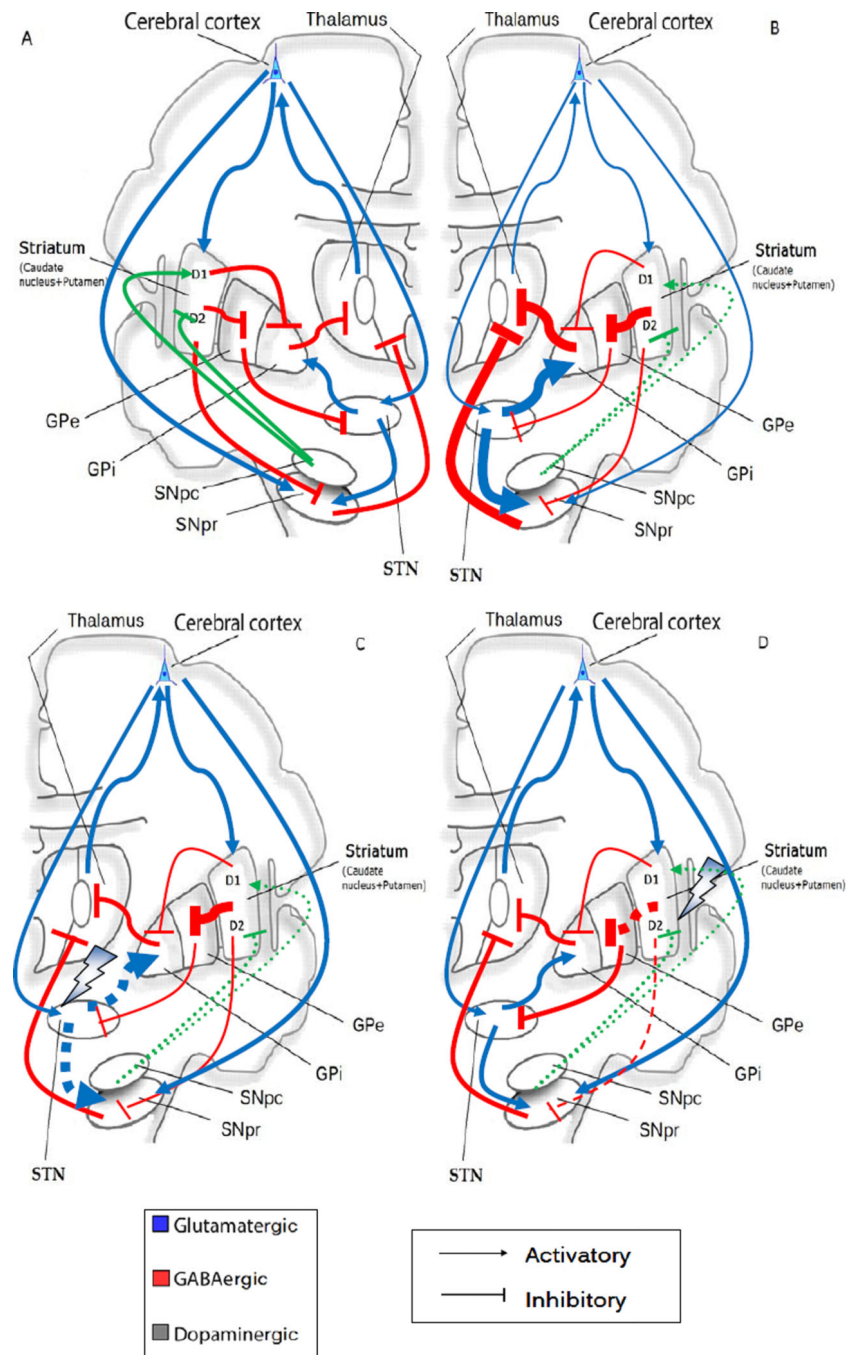 A
Cerebral cortex
Thalamus
Cerebral cortex
B
Striatum
(Caudate
nucleus+Putamen)
D1
D2
GPe
GPi
SNpc
SNpr
STN
D1
D2
Striatum
(Caudate
nucleus+Putamen)
GPe
GPi
SNpc
SNpr
STN
Thalamus
Cerebral cortex
C
D1
D2
Striatum
(Caudate
nucleus+Putamen)
GPe
GPi
SNpc
SNpr
STN
Thalamus
Cerebral cortex
D
D1
D2
Striatum
(Caudate
nucleus+Putamen)
GPe
GPi
SNpc
SNpr
STN
Glutamatergic
GABAergic
Dopaminergic
Activatory
Inhibitory